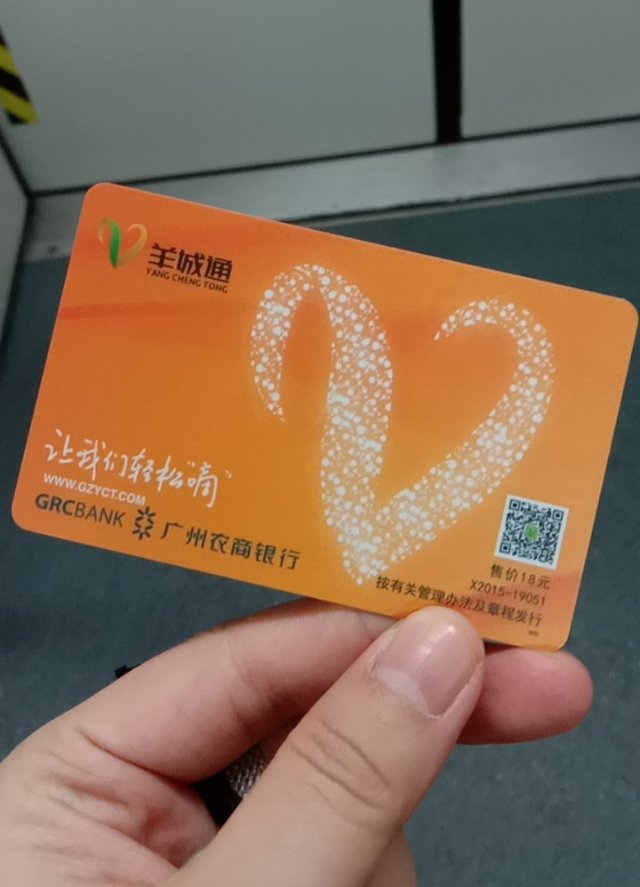 羊城通
YANG CHENG TONG
让我们轻松"嘀"
WWW.GZYCT.COM
GRCBANK 广州农商银行
售价18元
X2015-19051
按有关管理办法及章程发行